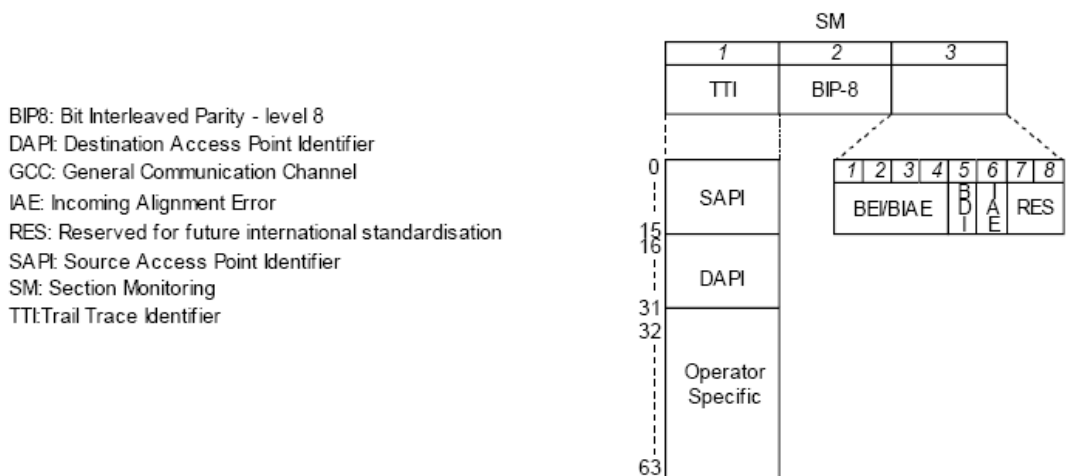 SM
1 2 3
TTI BIP-8
BIP8: Bit Interleaved Parity - level 8
DAPI: Destination Access Point Identifier
GCC: General Communication Channel
IAE: Incoming Alignment Error
RES: Reserved for future international standardisation
SAPI: Source Access Point Identifier
SM: Section Monitoring
TTI:Trail Trace Identifier
0
SAPI
15
16
DAPI
31
32
Operator
Specific
63
1 2 3 4 5 6 7 8
BEI/BIAE BDI IAE RES